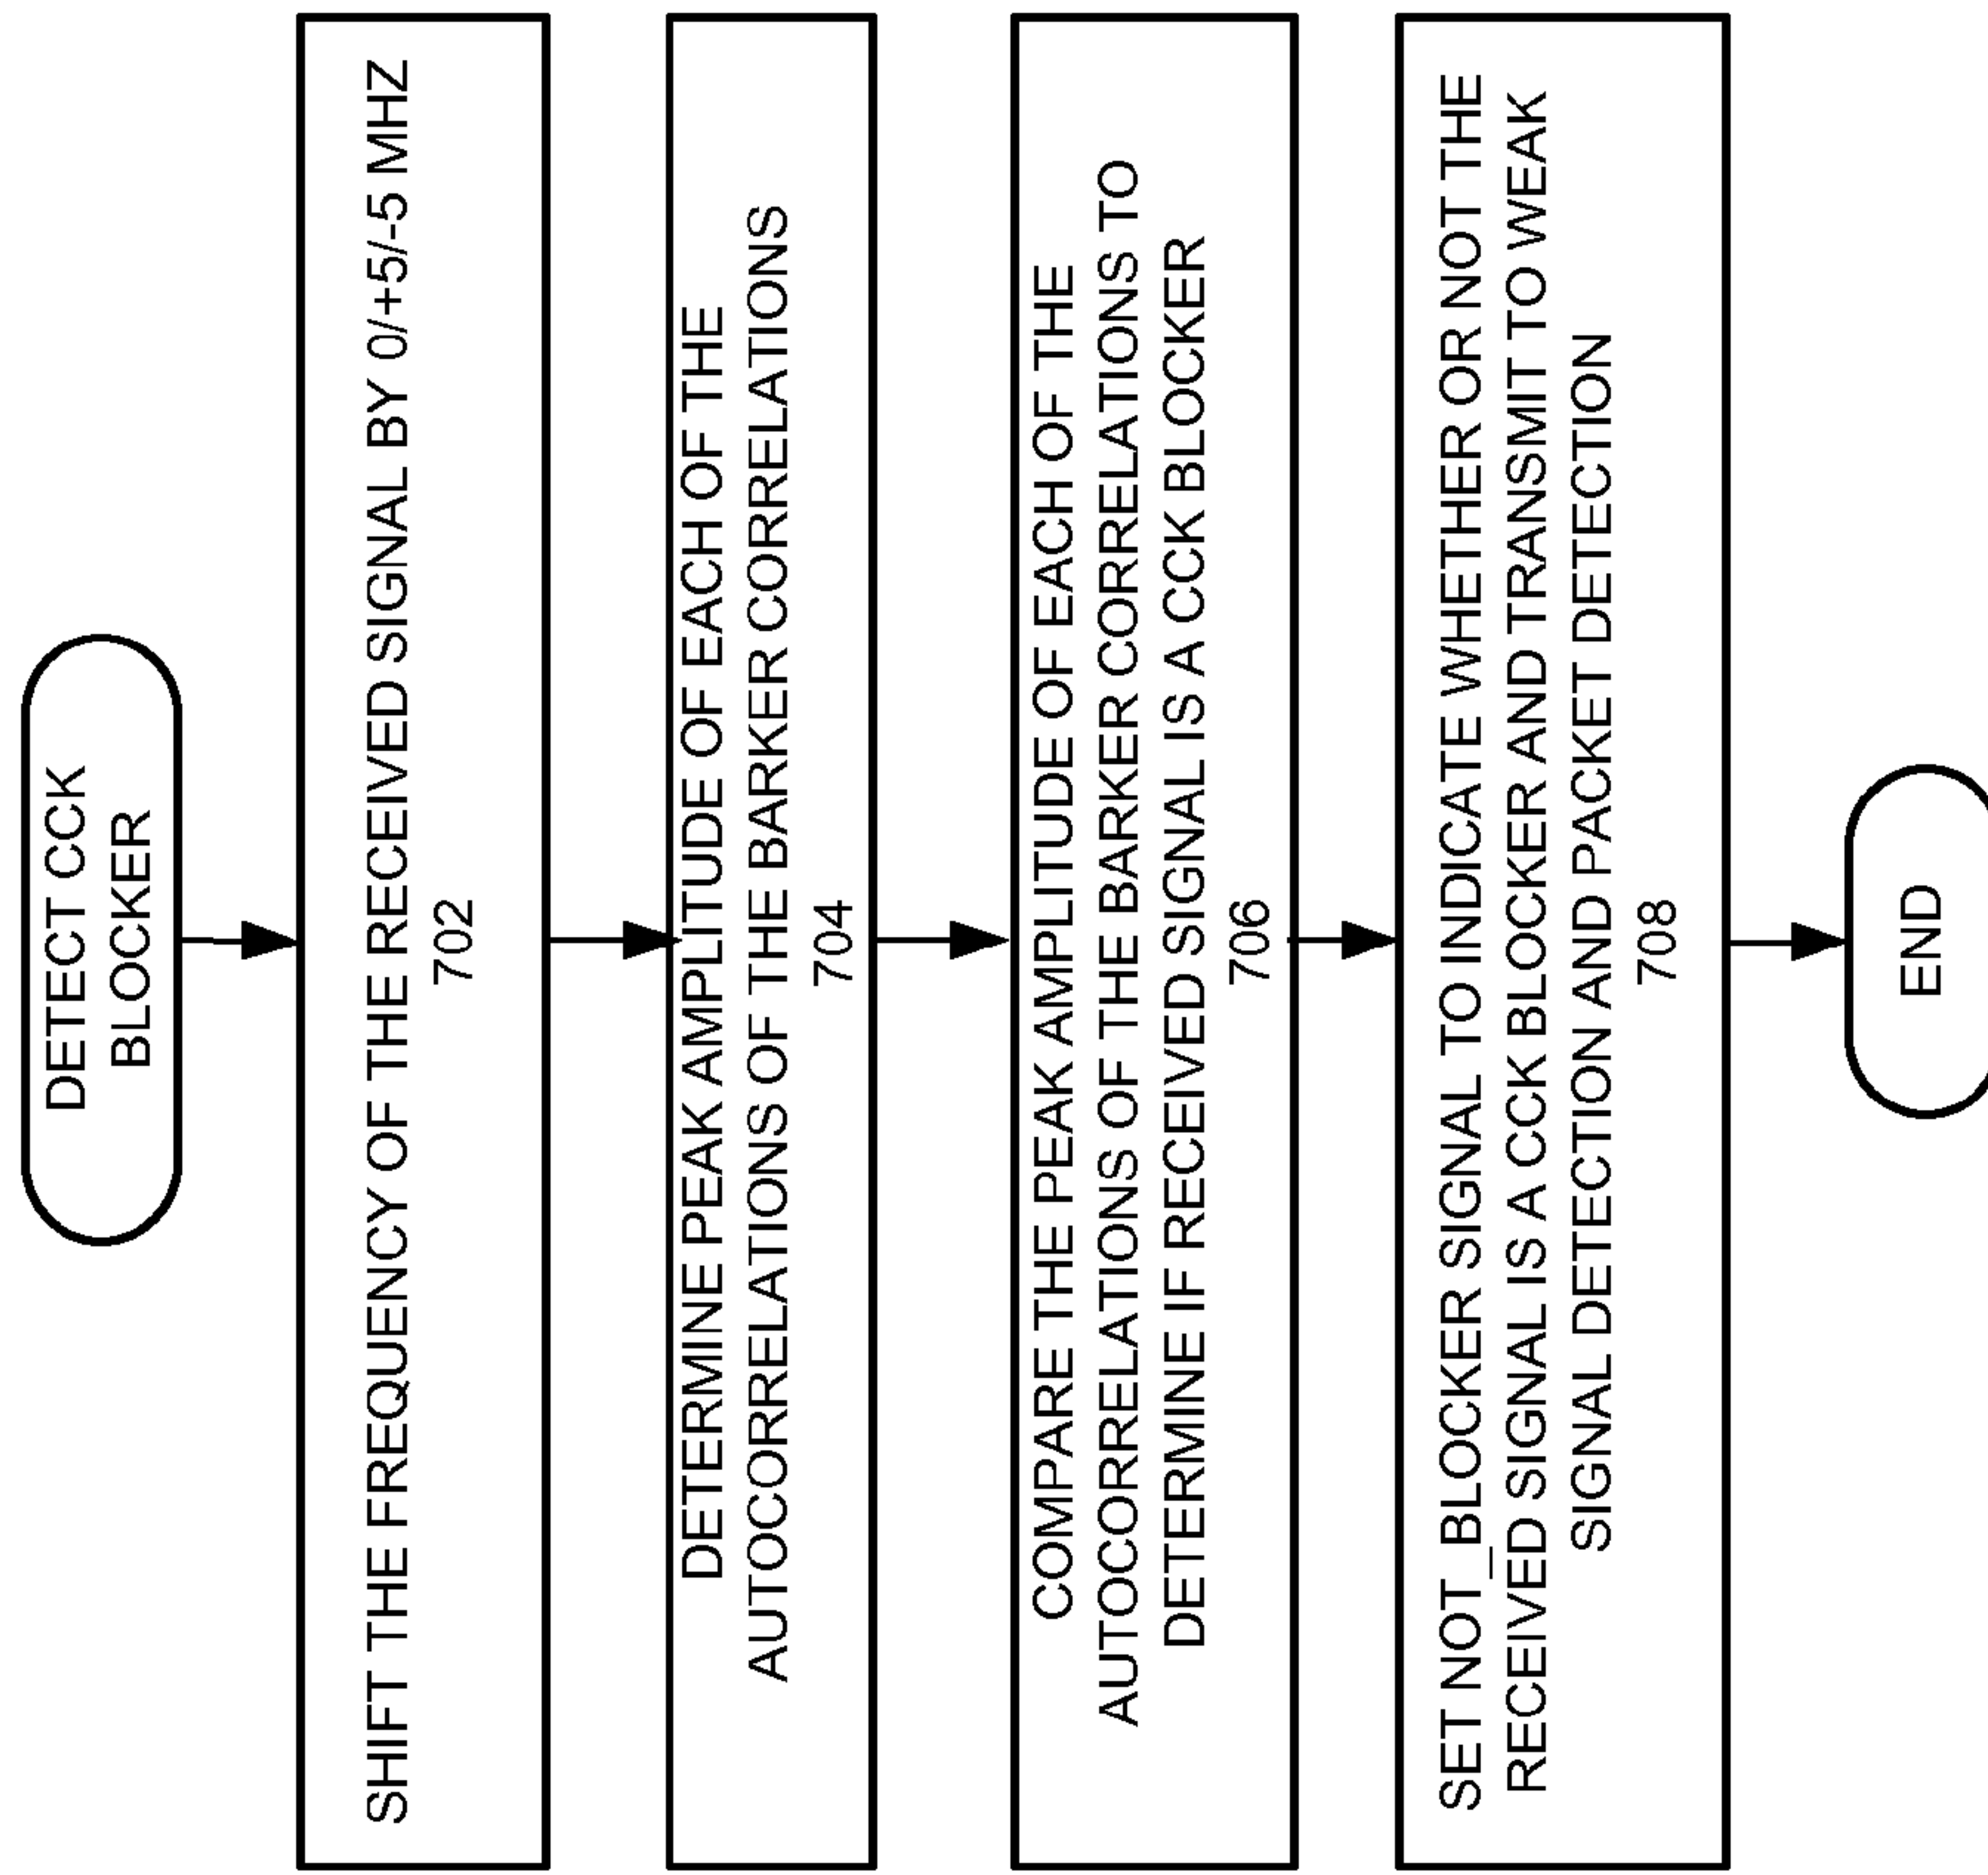 DETECT CCK
BLOCKER
SHIFT THE FREQUENCY OF THE RECEIVED SIGNAL BY 0/+5/-5 MHZ
702
DETERMINE PEAK AMPLITUDE OF EACH OF THE
AUTOCORRELATIONS OF THE BARKER CORRELATIONS
704
COMPARE THE PEAK AMPLITUDE OF EACH OF THE
AUTOCORRELATIONS OF THE BARKER CORRELATIONS TO
DETERMINE IF RECEIVED SIGNAL IS A CCK BLOCKER
706
SET NOT_BLOCKER SIGNAL TO INDICATE WHETHER OR NOT THE
RECEIVED SIGNAL IS A CCK BLOCKER AND TRANSMIT TO WEAK
SIGNAL DETECTION AND PACKET DETECTION
708
END